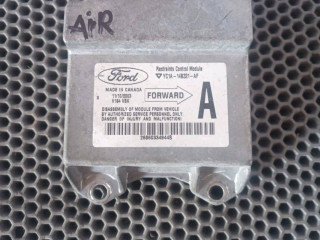 AiR
Restraints Control Module
Ford
YC1A-14B321-AF
MADE IN CANADA
FORWARD
A
DISASSEMBLY OF MODULE FROM VEHICLE
BY AUTHORIZED SERVICE PERSONNEL ONLY.
DANGER OF INJURY AND MALFUNCTION!